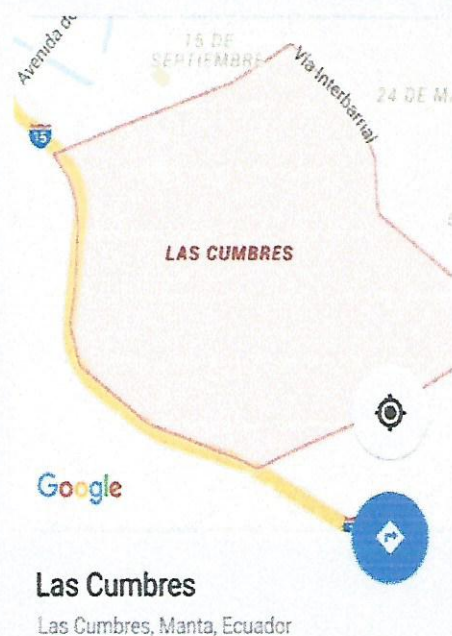 Avenida de
15 DE
SEPTIEMBRE
Vía Interbarrial
24 DE M
15
LAS CUMBRES
Google
Las Cumbres
Las Cumbres, Manta, Ecuador